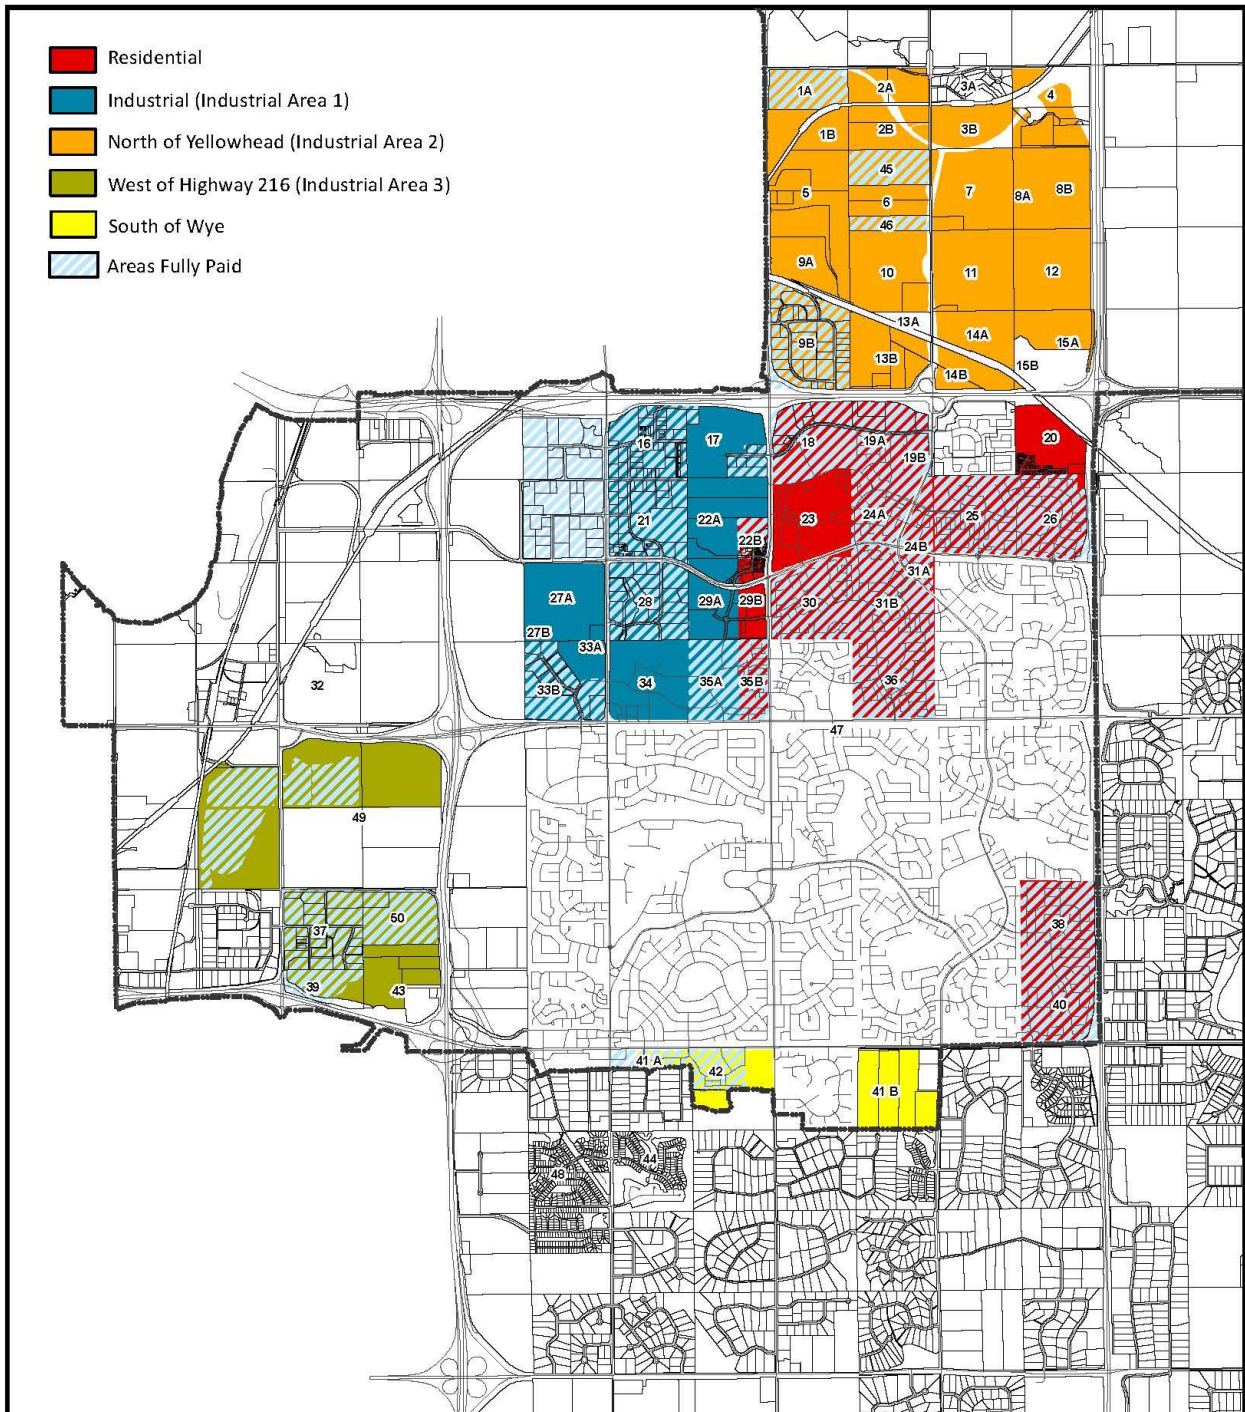 Residential
Industrial (Industrial Area 1)
North of Yellowhead (Industrial Area 2)
West of Highway 216 (Industrial Area 3)
South of Wye
Areas Fully Paid
1A
2A
3A
4
1B
2B
3B
45
5
6
7
8A
8B
46
9A
10
11
12
13A
9B
13B
14A
14B
15A
15B
16
17
18
19A
19B
20
21
22A
22B
23
24A
24B
25
26
27A
27B
28
29A
29B
30
31A
31B
32
33A
33B
34
35A
35B
36
47
49
37
50
38
39
43
40
41 A
42
41 B
44
48